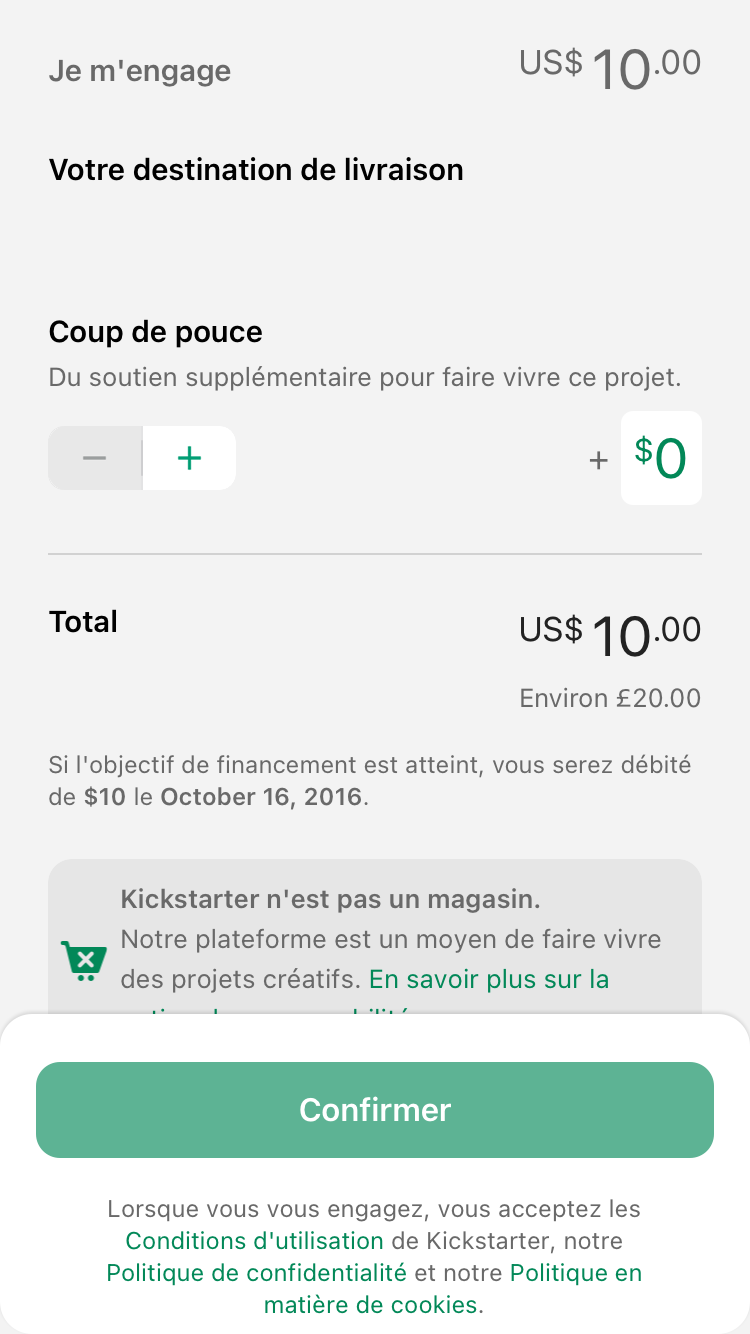 Je m'engage US$ 10.00
Votre destination de livraison
Coup de pouce
Du soutien supplémentaire pour faire vivre ce projet.
− + + $0
Total US$ 10.00
Environ £20.00
Si l'objectif de financement est atteint, vous serez débité
de $10 le October 16, 2016.
Kickstarter n'est pas un magasin.
Notre plateforme est un moyen de faire vivre
des projets créatifs. En savoir plus sur la
Confirmer
Lorsque vous vous engagez, vous acceptez les
Conditions d'utilisation de Kickstarter, notre
Politique de confidentialité et notre Politique en
matière de cookies.